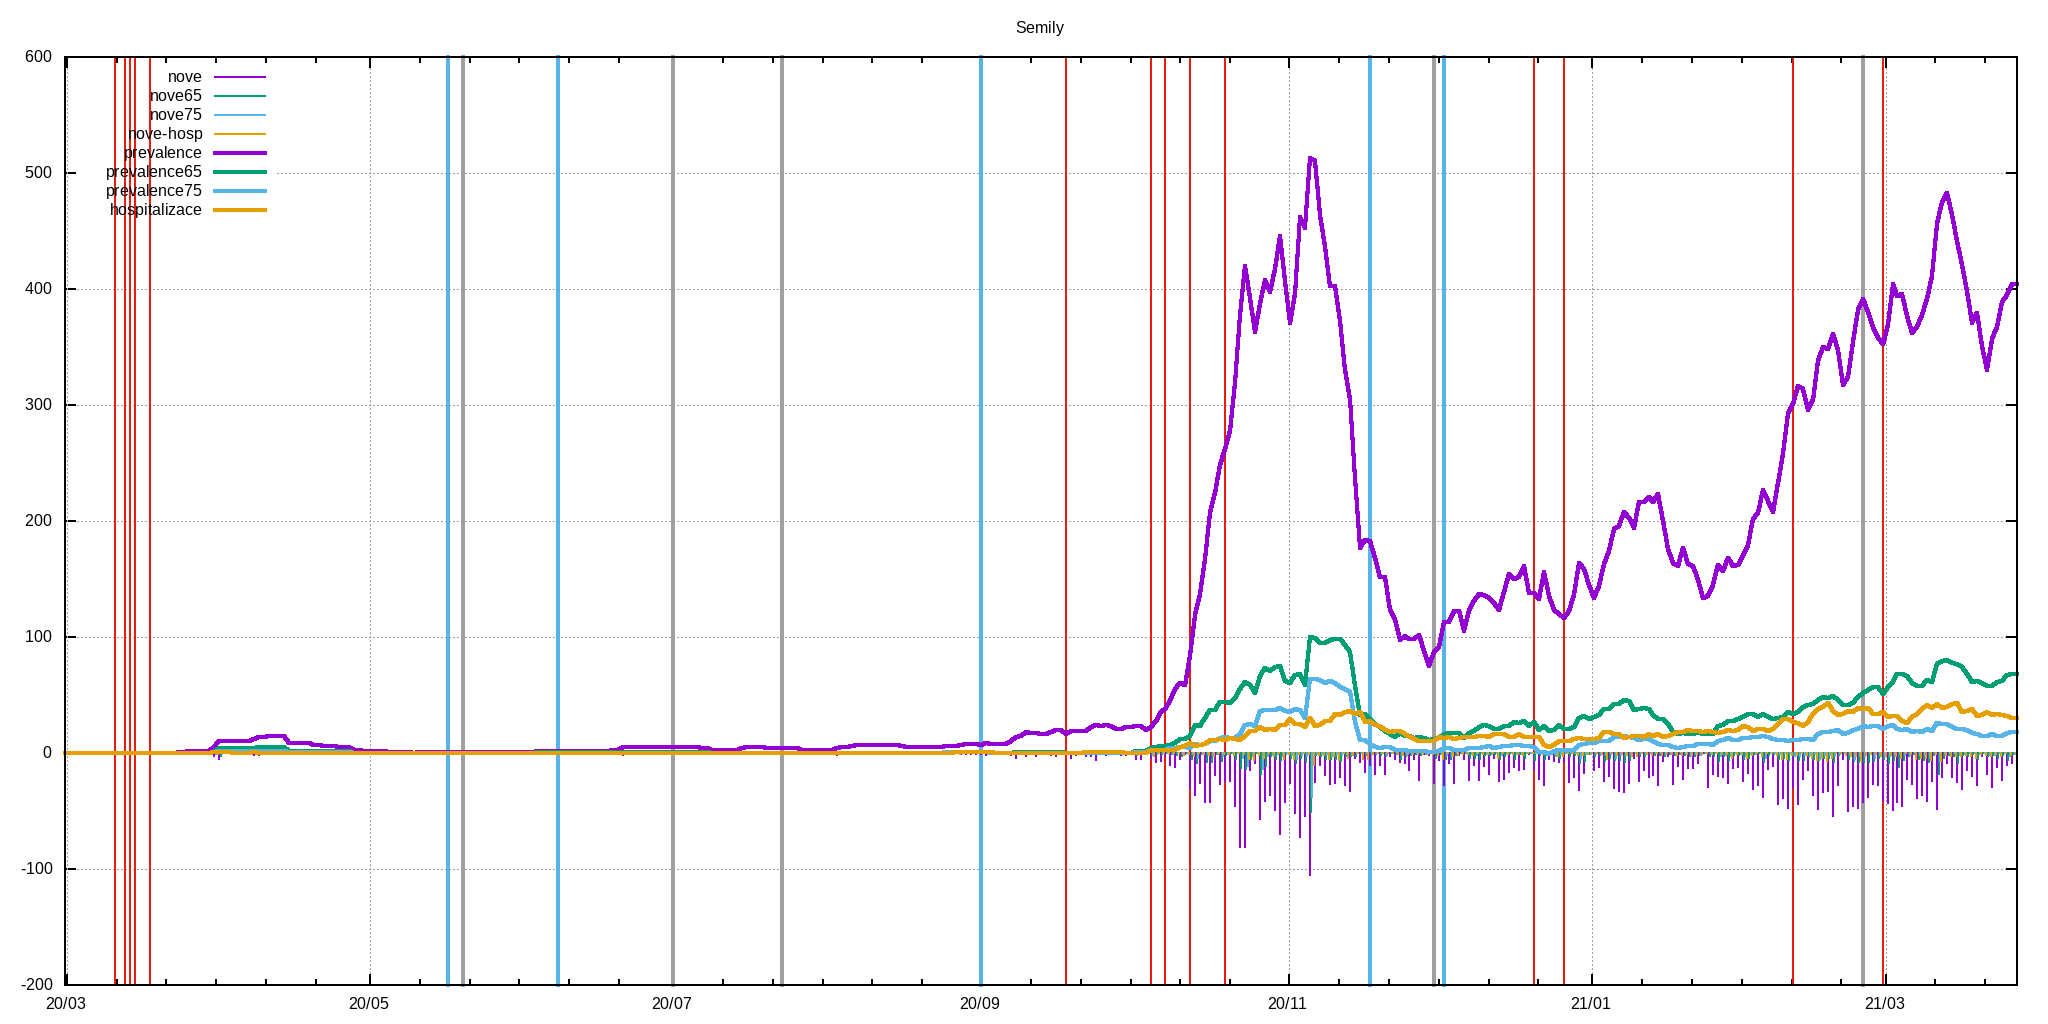 Semily
600
500
400
300
200
100
0
-100
-200
nove
nove65
nove75
nove-hosp
prevalence
prevalence65
prevalence75
hospitalizace
20/03 20/05 20/07 20/09 20/11 21/01 21/03